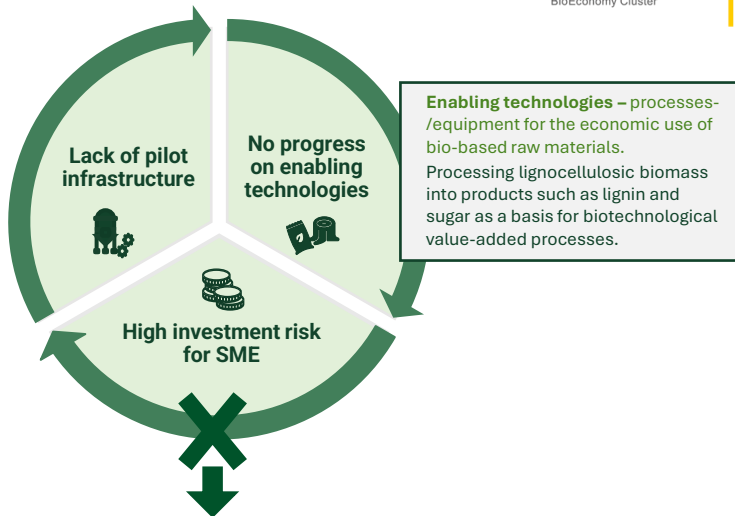 BioEconomy Cluster
Lack of pilot
infrastructure
No progress
on enabling
technologies
Enabling technologies – processes-
/equipment for the economic use of
bio-based raw materials.
Processing lignocellulosic biomass
into products such as lignin and
sugar as a basis for biotechnological
value-added processes.
High investment risk
for SME